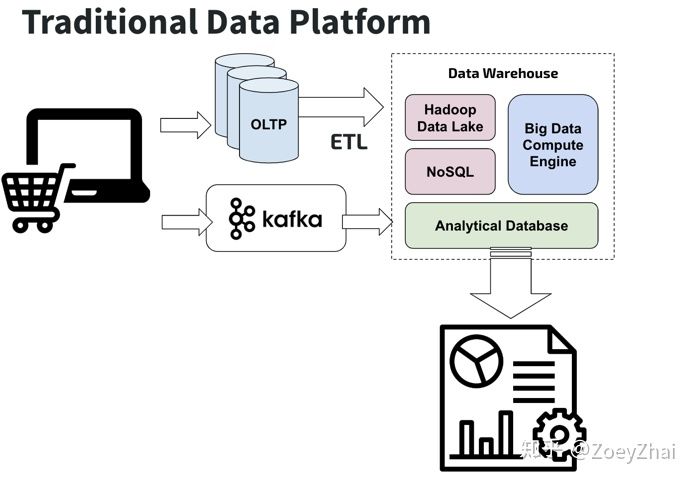 Traditional Data Platform
OLTP
ETL
kafka
Data Warehouse
Hadoop
Data Lake
NoSQL
Big Data
Compute
Engine
Analytical Database
知乎 @ZoeyZhai